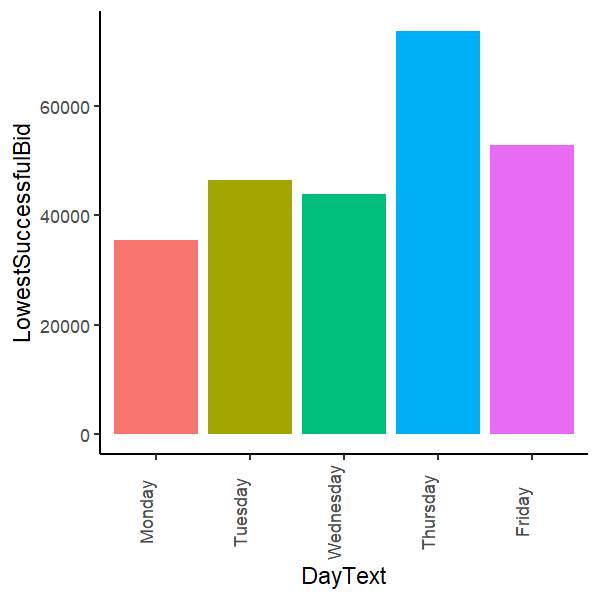 LowestSuccessfulBid
60000
40000
20000
0
Monday
Tuesday
Wednesday
Thursday
Friday
DayText